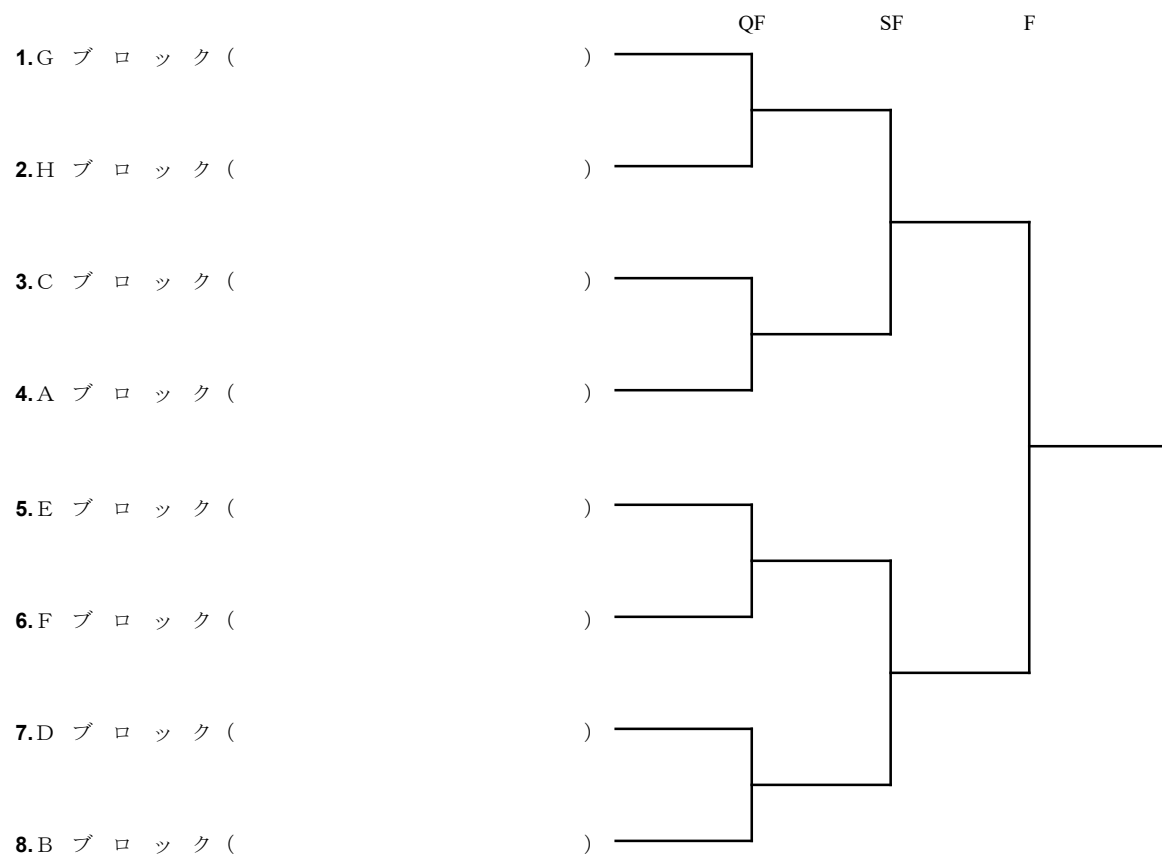 QF SF F
1.G ブ ロ ッ ク ( )
2.H ブ ロ ッ ク ( )
3.C ブ ロ ッ ク ( )
4.A ブ ロ ッ ク ( )
5.E ブ ロ ッ ク ( )
6.F ブ ロ ッ ク ( )
7.D ブ ロ ッ ク ( )
8.B ブ ロ ッ ク ( )